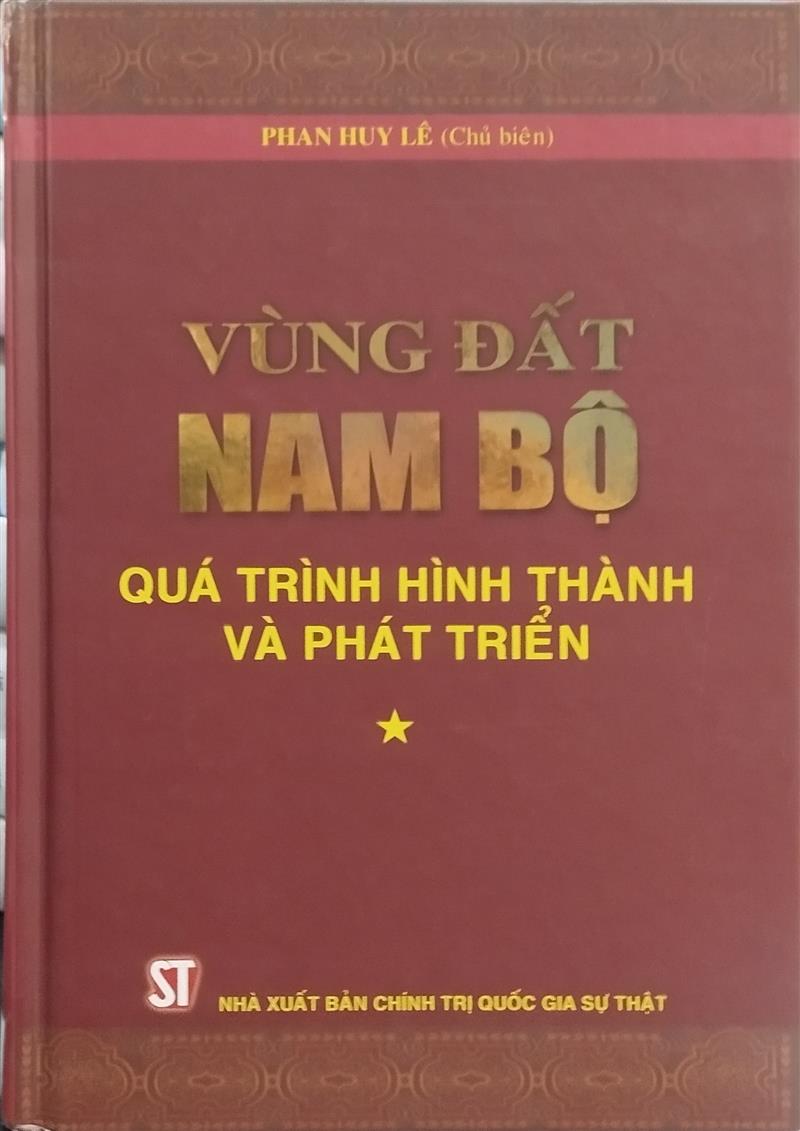 PHAN HUY LÊ (Chủ biên)
VÙNG ĐẤT
NAM BỘ
QUÁ TRÌNH HÌNH THÀNH
VÀ PHÁT TRIỂN
ST
NHÀ XUẤT BẢN CHÍNH TRỊ QUỐC GIA SỰ THẬT